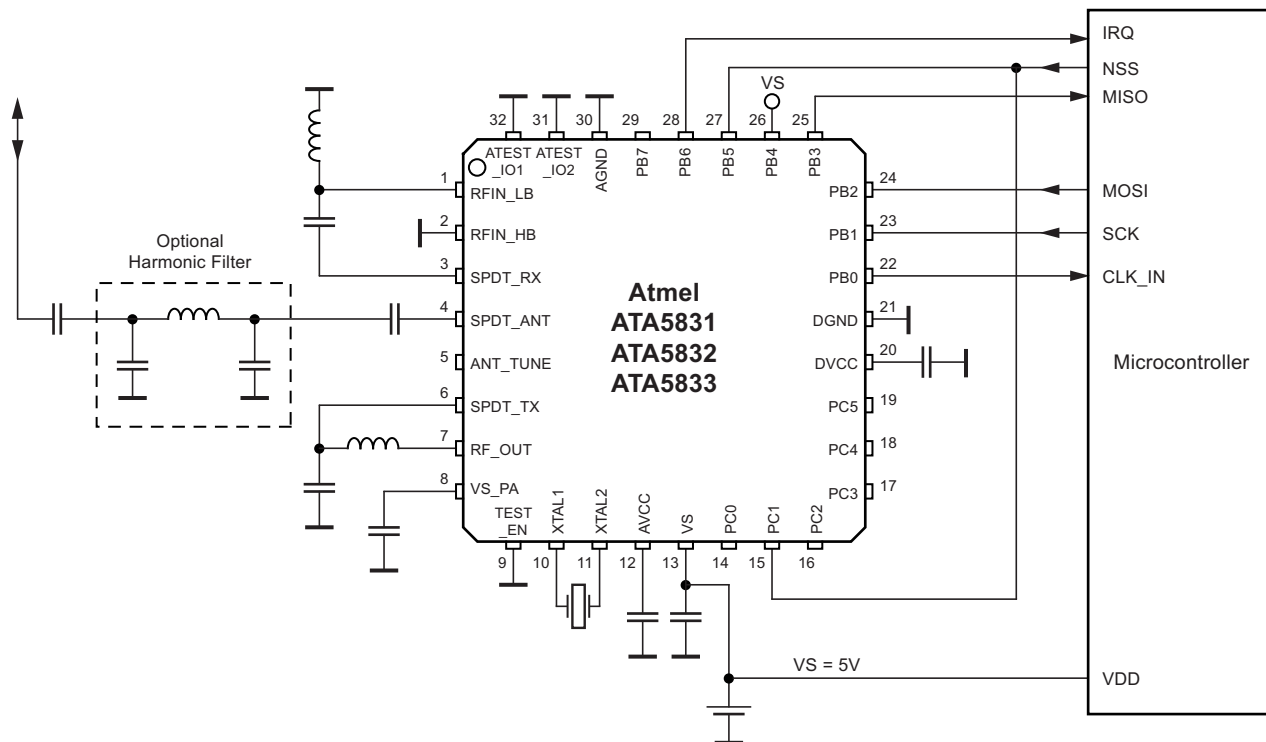 IRQ
NSS
MISO
MOSI
SCK
CLK_IN
Microcontroller
VDD
VS
32
31
30
29
28
27
26
25
ATEST
_IO1
ATEST
_IO2
AGND
PB7
PB6
PB5
PB4
PB3
1
RFIN_LB
2
RFIN_HB
3
SPDT_RX
4
SPDT_ANT
5
ANT_TUNE
6
SPDT_TX
7
RF_OUT
8
VS_PA
Optional
Harmonic Filter
Atmel
ATA5831
ATA5832
ATA5833
PB2
24
PB1
23
PB0
22
DGND
21
DVCC
20
PC5
19
PC4
18
PC3
17
TEST
_EN
XTAL1
XTAL2
AVCC
VS
PC0
PC1
PC2
9
10
11
12
13
14
15
16
VS = 5V